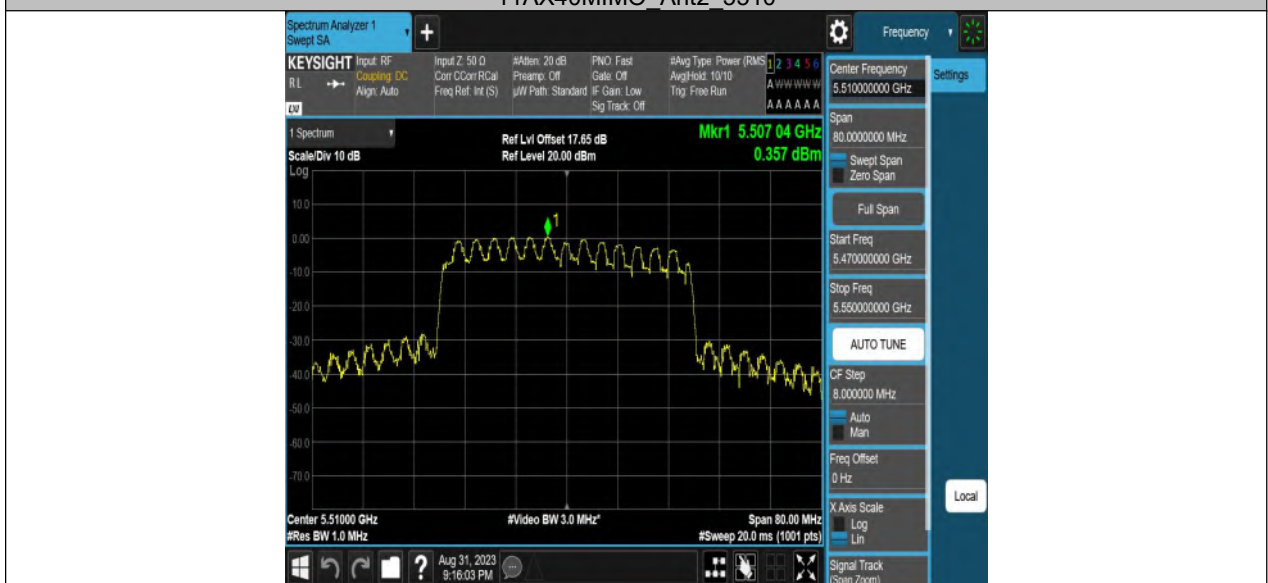 11AX40MIMO_Ant2_5510
Spectrum Analyzer 1
Swept SA
+
Frequency
KEYSIGHT
RL
LXI
Input: RF
Coupling: DC
Align: Auto
Input Z: 50 Ω
Corr CCorr RCal
Freq Ref: Int (S)
#Atten: 20 dB
Preamp: Off
µW Path: Standard
PNO: Fast
Gate: Off
IF Gain: Low
Sig Track: Off
#Avg Type: Power (RMS
Avg|Hold: 10/10
Trig: Free Run
1 2 3 4 5 6
A W W W W W
A A A A A A
Center Frequency
5.510000000 GHz
Settings
1 Spectrum
Scale/Div 10 dB
Log
Ref Lvl Offset 17.65 dB
Ref Level 20.00 dBm
Mkr1 5.507 04 GHz
0.357 dBm
Span
80.0000000 MHz
Swept Span
Zero Span
Full Span
Start Freq
5.470000000 GHz
Stop Freq
5.550000000 GHz
AUTO TUNE
CF Step
8.000000 MHz
Auto
Man
Freq Offset
0 Hz
X Axis Scale
Log
Lin
Signal Track
(Span Zoom)
Local
10.0
0.00
-10.0
-20.0
-30.0
-40.0
-50.0
-60.0
-70.0
1
Center 5.51000 GHz
#Res BW 1.0 MHz
#Video BW 3.0 MHz*
Span 80.00 MHz
#Sweep 20.0 ms (1001 pts)
?
Aug 31, 2023
9:16:03 PM